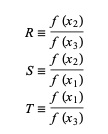 R ≡ f (x₂) / f (x₃)
S ≡ f (x₂) / f (x₁)
T ≡ f (x₁) / f (x₃)